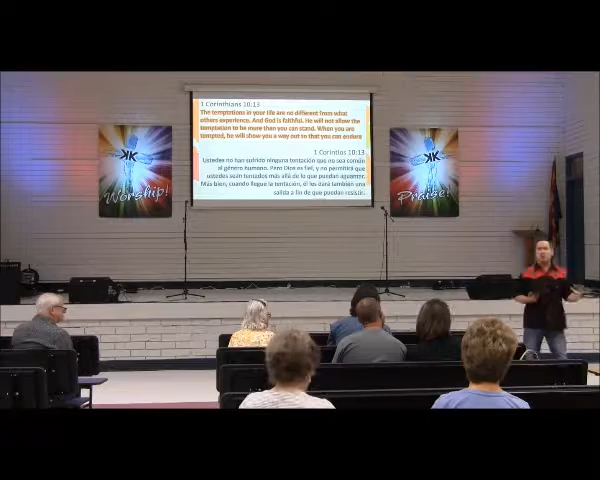 1 Corinthians 10:13
The temptations in your life are no different from what
others experience. And God is faithful. He will not allow the
temptation to be more than you can stand. When you are
tempted, he will show you a way out so that you can endure
1 Corintios 10:13
Ustedes no han sufrido ninguna tentación que no sea común
al género humano. Pero Dios es fiel, y no permitirá que
ustedes sean tentados más allá de lo que puedan aguantar.
Más bien, cuando llegue la tentación, él les dará también una
salida a fin de que puedan resistir.
KK
Worship!
KK
Praise!